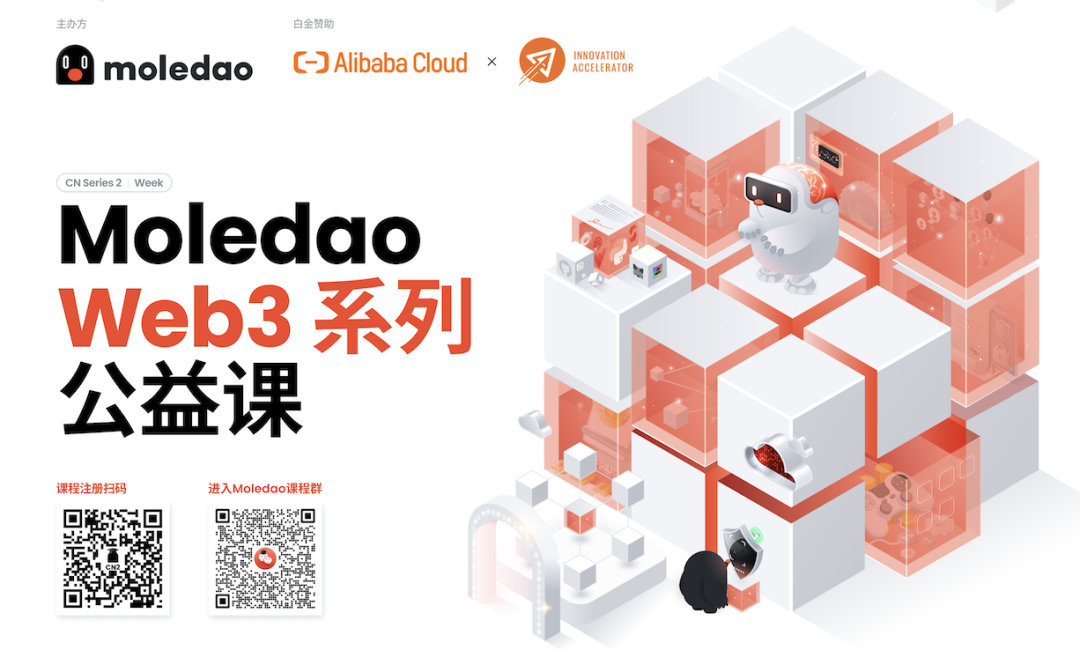 主办方
白金赞助
moledao
Alibaba Cloud
×
INNOVATION
ACCELERATOR
CN Series 2 | Week
Moledao
Web3 系列
公益课
课程注册扫码
进入Moledao课程群
CN2